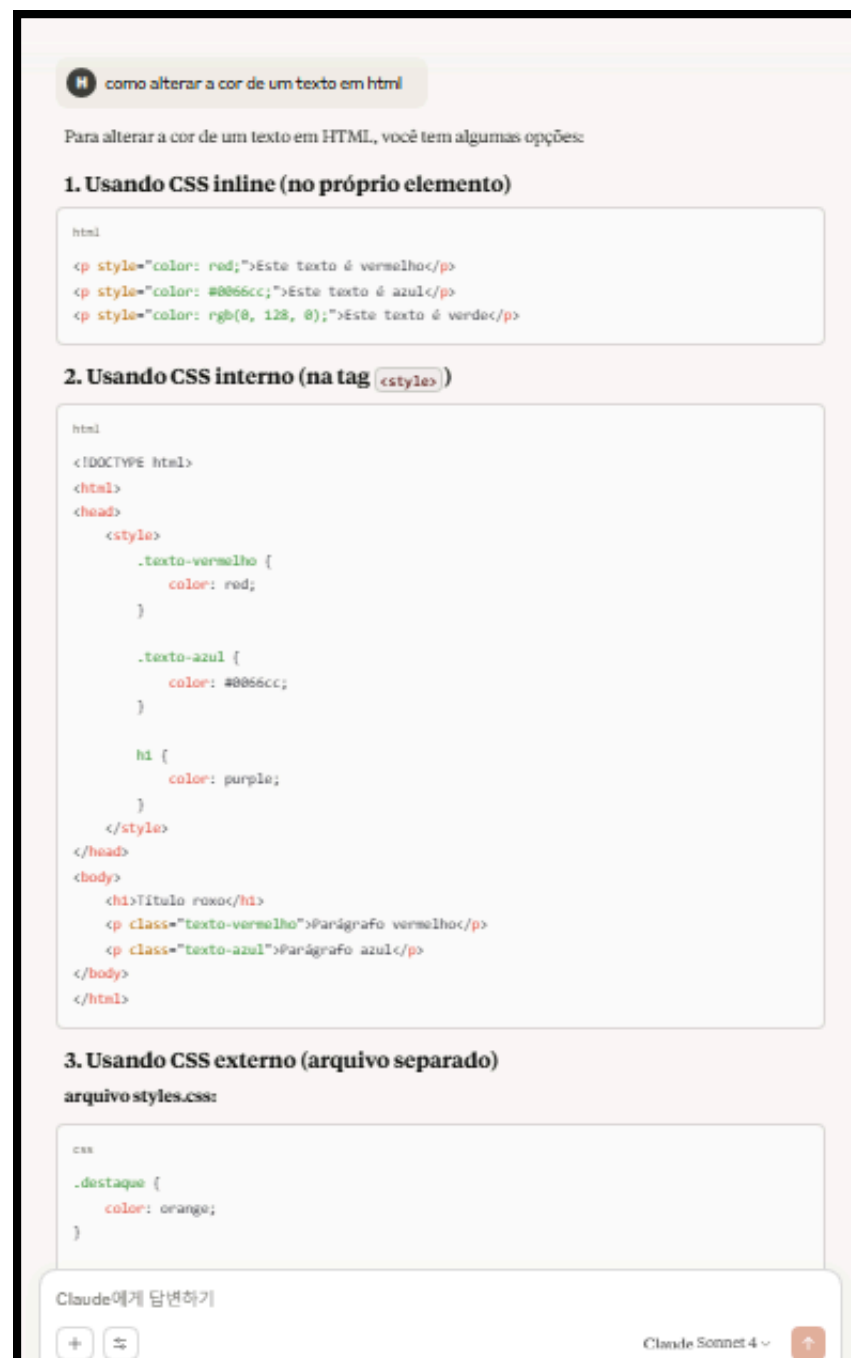 H como alterar a cor de um texto em html
Para alterar a cor de um texto em HTML, você tem algumas opções:
1. Usando CSS inline (no próprio elemento)
html
<p style="color: red;">Este texto é vermelho</p>
<p style="color: #0066cc;">Este texto é azul</p>
<p style="color: rgb(0, 128, 0);">Este texto é verde</p>
2. Usando CSS interno (na tag <style>)
html
<!DOCTYPE html>
<html>
<head>
<style>
.texto-vermelho {
color: red;
}
.texto-azul {
color: #0066cc;
}
h1 {
color: purple;
}
</style>
</head>
<body>
<h1>Título roxo</h1>
<p class="texto-vermelho">Parágrafo vermelho</p>
<p class="texto-azul">Parágrafo azul</p>
</body>
</html>
3. Usando CSS externo (arquivo separado)
arquivo styles.css:
css
.destaque {
color: orange;
}
Claude에게 답변하기
Claude Sonnet 4